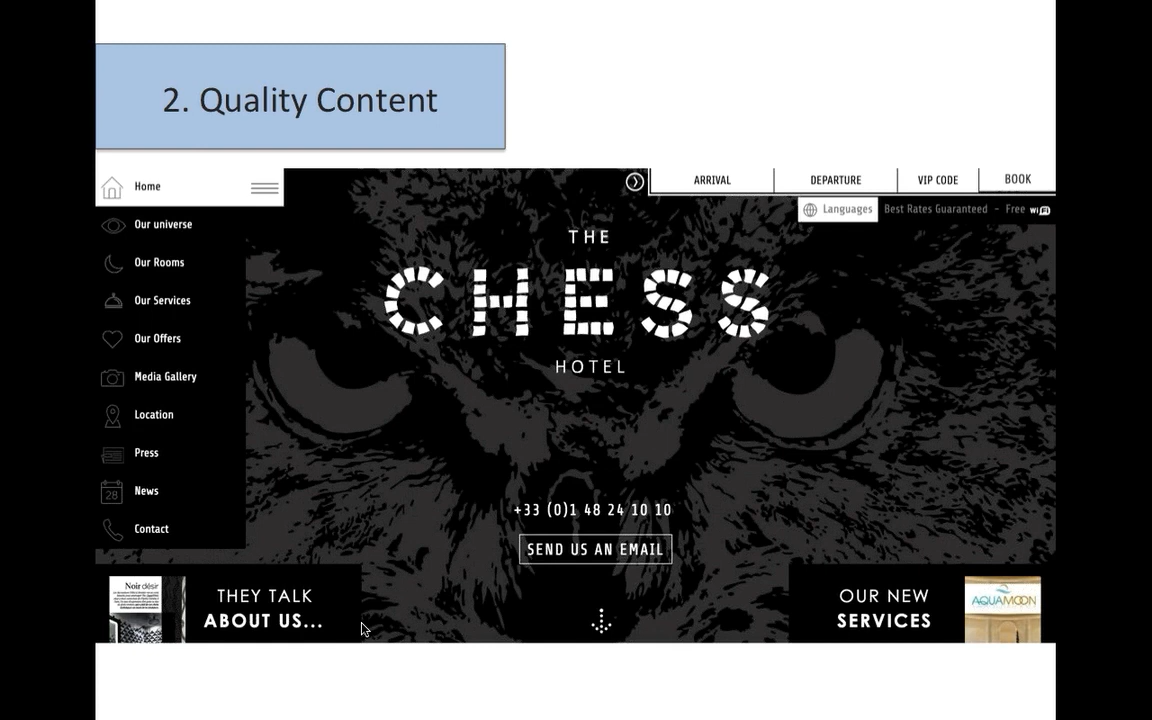 2. Quality Content
Home
ARRIVAL
DEPARTURE
VIP CODE
BOOK
Languages
Best Rates Guaranteed - Free WiFi
Our universe
Our Rooms
Our Services
Our Offers
Media Gallery
Location
Press
28
News
Contact
THE
CHESS
HOTEL
+33 (0)1 48 24 10 10
SEND US AN EMAIL
Noir désir
THEY TALK
ABOUT US...
OUR NEW
SERVICES
AQUAMOON